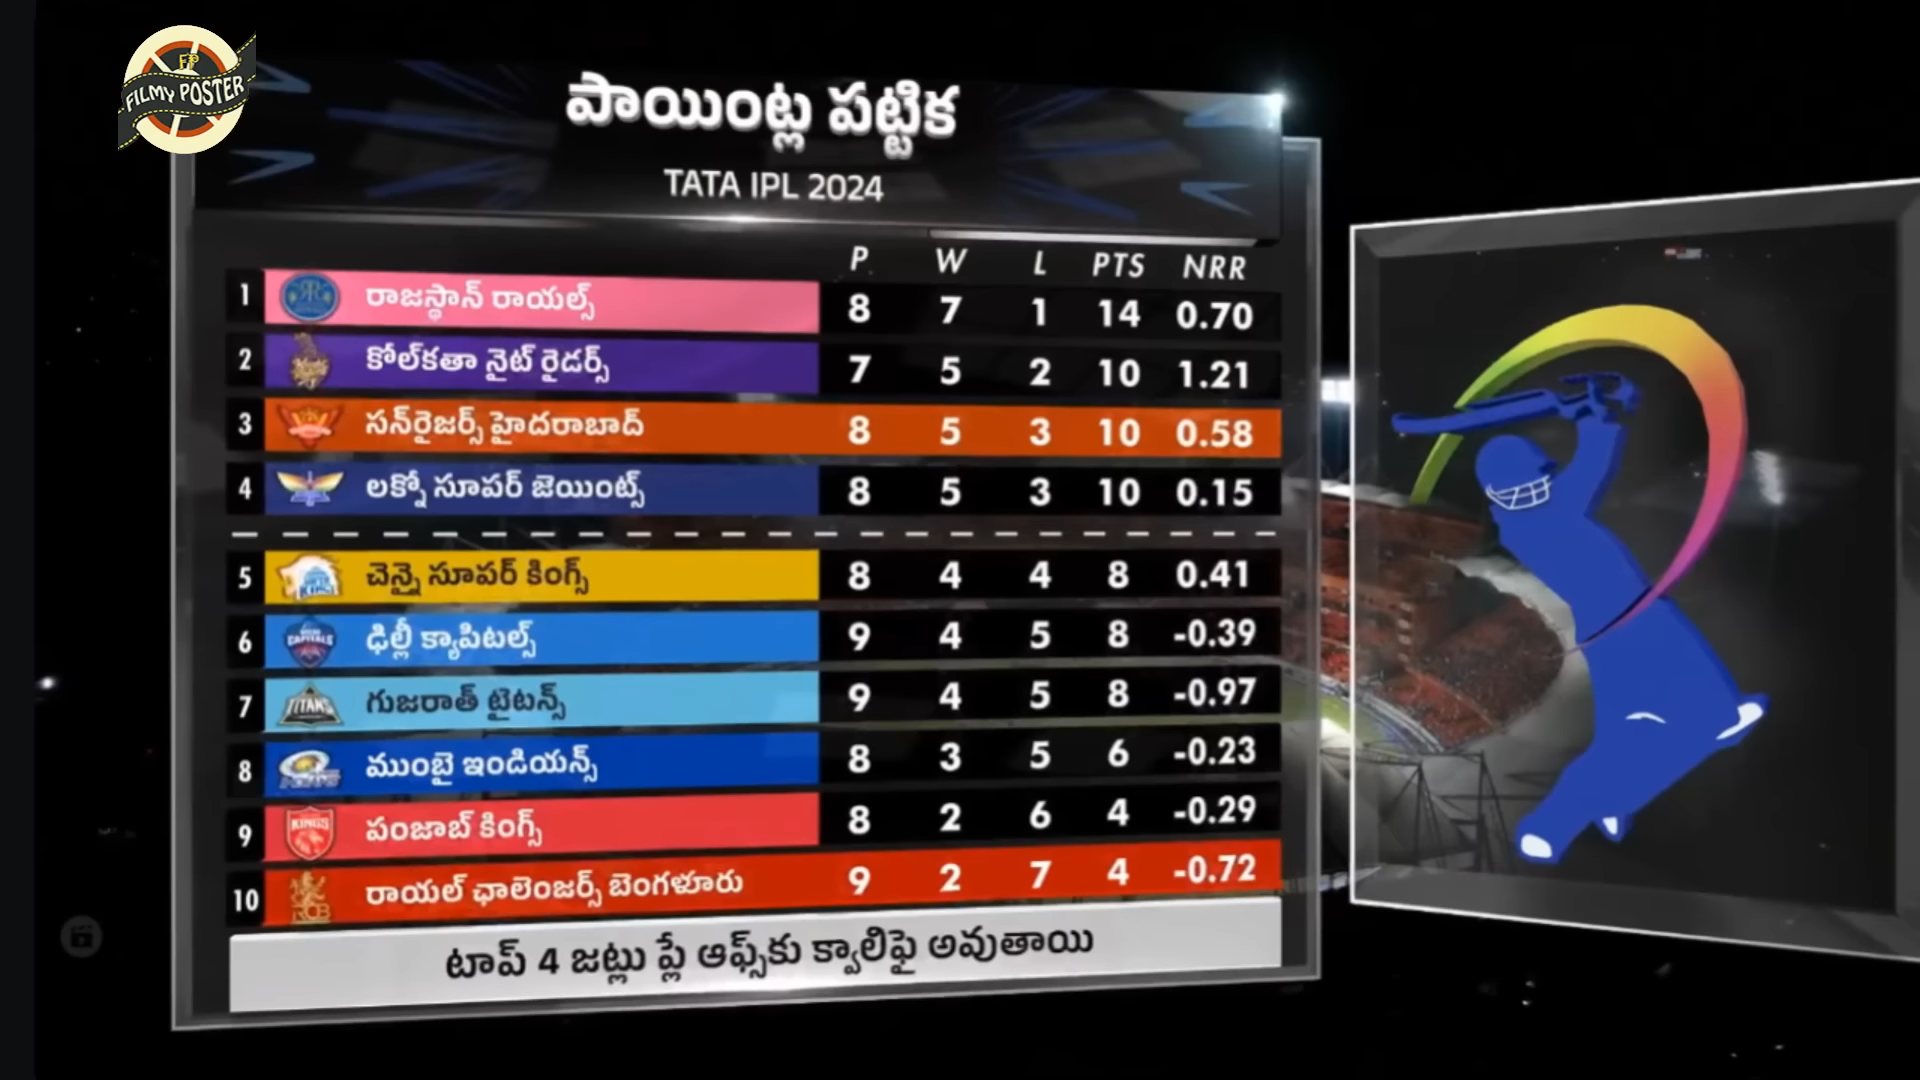 FP
FILMY POSTER
పాయింట్ల పట్టిక
TATA IPL 2024
P W L PTS NRR
1 రాజస్థాన్ రాయల్స్ 8 7 1 14 0.70
2 కోల్‌కతా నైట్ రైడర్స్ 7 5 2 10 1.21
3 సన్‌రైజర్స్ హైదరాబాద్ 8 5 3 10 0.58
4 లక్నో సూపర్ జెయింట్స్ 8 5 3 10 0.15
5 చెన్నై సూపర్ కింగ్స్ 8 4 4 8 0.41
6 CAPITALS ఢిల్లీ క్యాపిటల్స్ 9 4 5 8 -0.39
7 TITANS గుజరాత్ టైటన్స్ 9 4 5 8 -0.97
8 ముంబై ఇండియన్స్ 8 3 5 6 -0.23
9 KINGS పంజాబ్ కింగ్స్ 8 2 6 4 -0.29
10 RCB రాయల్ ఛాలెంజర్స్ బెంగళూరు 9 2 7 4 -0.72
టాప్ 4 జట్లు ప్లే ఆఫ్స్‌కు క్వాలిఫై అవుతాయి